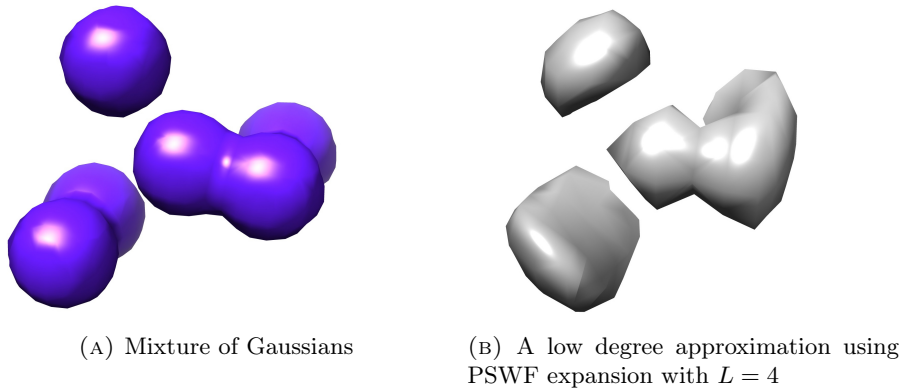 (A) Mixture of Gaussians
(B) A low degree approximation using
PSWF expansion with L = 4